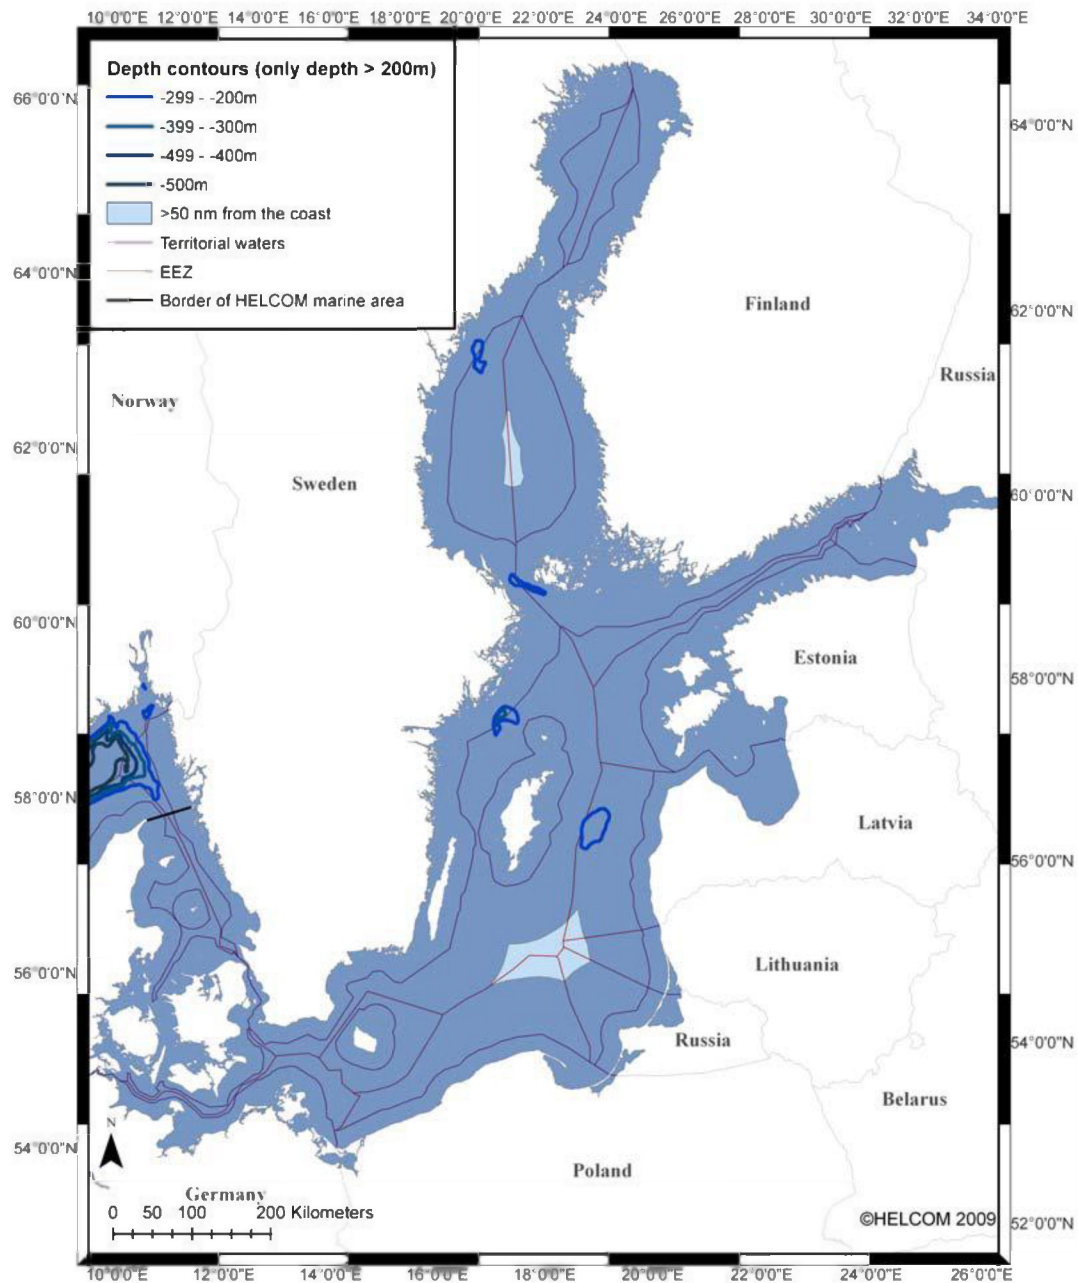 10°0'0"E 12°0'0"E 14°0'0"E 16°0'0"E 18°0'0"E 20°0'0"E 22°0'0"E 24°0'0"E 26°0'0"E 28°0'0"E 30°0'0"E 32°0'0"E 34°0'0"E
Depth contours (only depth > 200m)
-299 - -200m
-399 - -300m
-499 - -400m
-500m
>50 nm from the coast
Territorial waters
EEZ
Border of HELCOM marine area
66°0'0"N
64°0'0"N
64°0'0"N
62°0'0"N
Finland
Russia
Norway
62°0'0"N
Sweden
60°0'0"N
60°0'0"N
Estonia
58°0'0"N
58°0'0"N
Latvia
56°0'0"N
Lithuania
56°0'0"N
Russia
54°0'0"N
Belarus
N
54°0'0"N
Poland
Germany
0 50 100 200 Kilometers
©HELCOM 2009
52°0'0"N
10°0'0"E 12°0'0"E 14°0'0"E 16°0'0"E 18°0'0"E 20°0'0"E 22°0'0"E 24°0'0"E